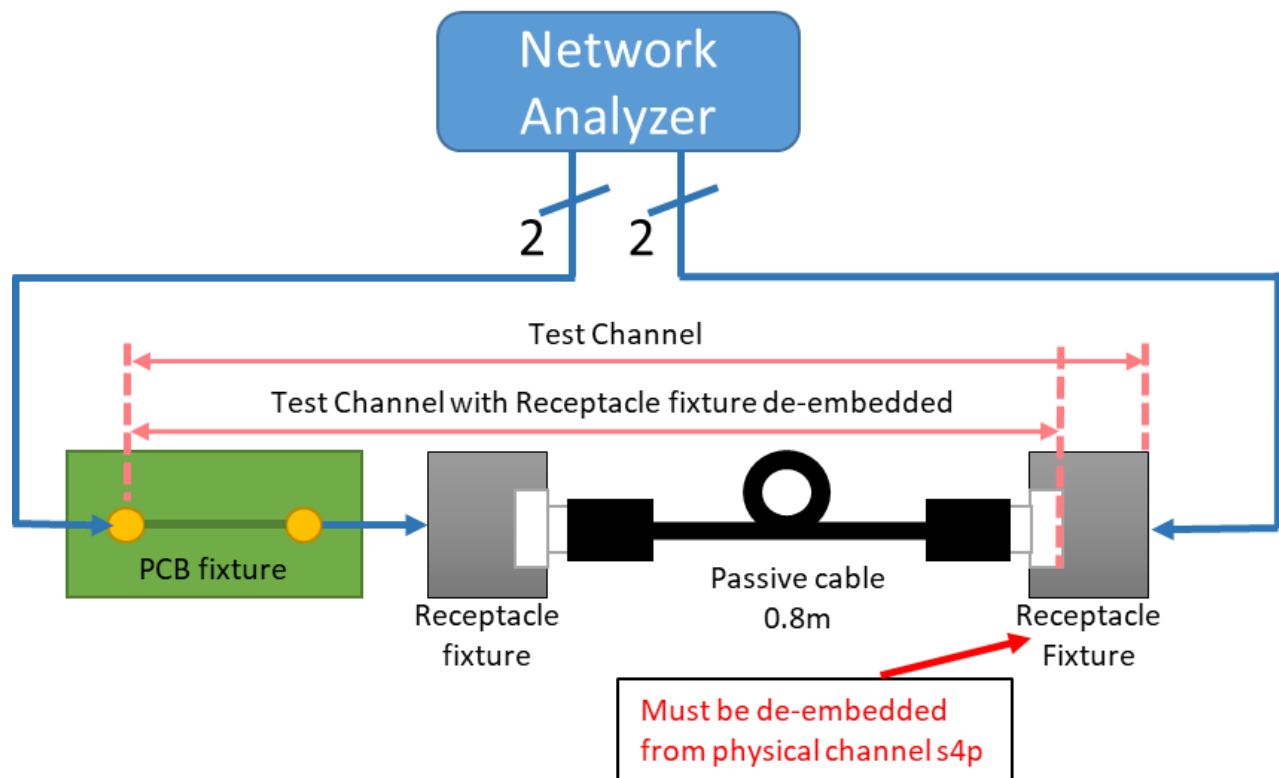 Network
Analyzer
2
2
Test Channel
Test Channel with Receptacle fixture de-embedded
PCB fixture
Receptacle
fixture
Passive cable
0.8m
Receptacle
Fixture
Must be de-embedded
from physical channel s4p